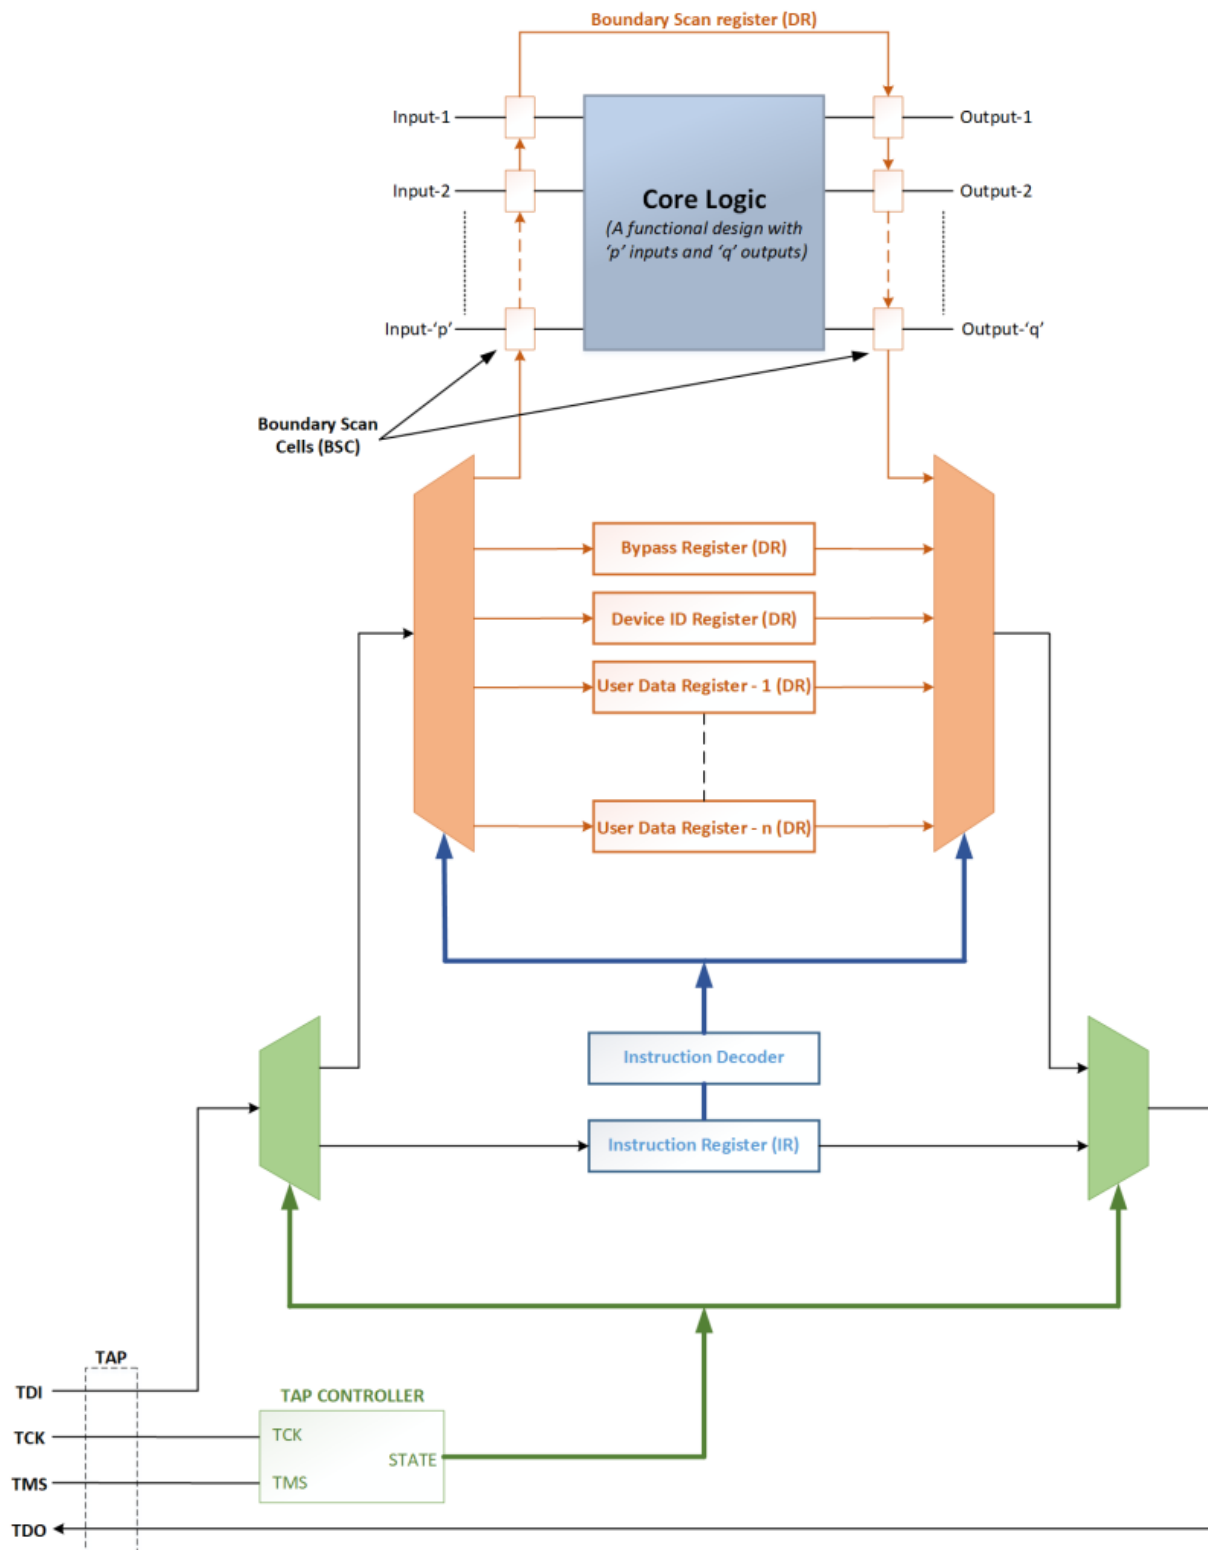 Boundary Scan register (DR)
Input-1
Output-1
Input-2
Output-2
Core Logic
(A functional design with
‘p’ inputs and ‘q’ outputs)
Input-‘p’
Output-‘q’
Boundary Scan
Cells (BSC)
Bypass Register (DR)
Device ID Register (DR)
User Data Register - 1 (DR)
User Data Register - n (DR)
Instruction Decoder
Instruction Register (IR)
TAP
TDI
TAP CONTROLLER
TCK
TCK
STATE
TMS
TMS
TDO